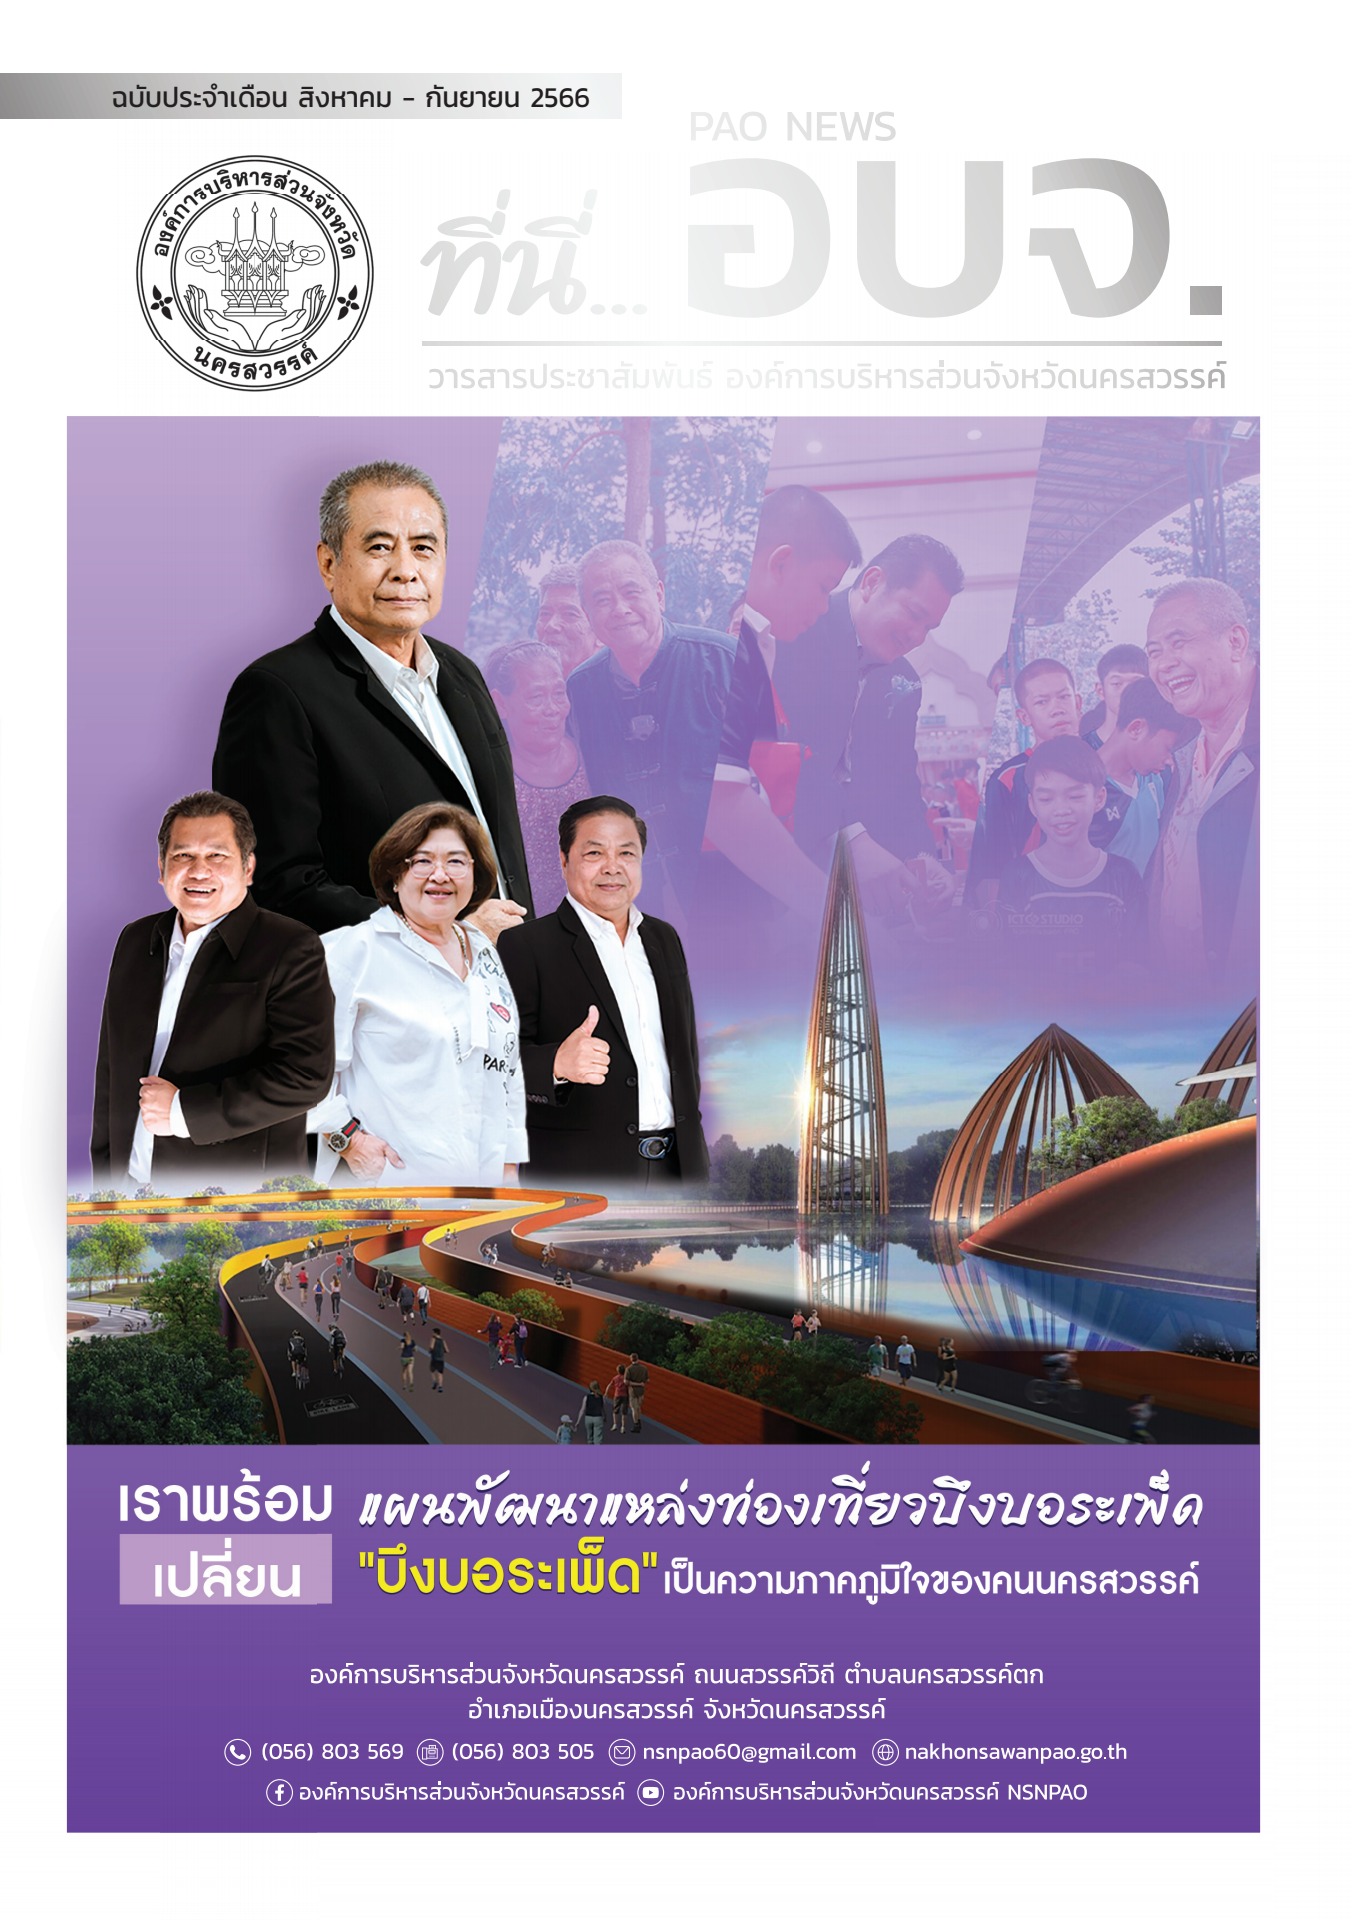 ฉบับประจำเดือน สิงหาคม - กันยายน 2566
PAO NEWS
องค์การบริหารส่วนจังหวัด
นครสวรรค์
ที่นี่... อบจ.
วารสารประชาสัมพันธ์ องค์การบริหารส่วนจังหวัดนครสวรรค์
ICT@STUDIO
เราพร้อม
เปลี่ยน
แผนพัฒนาแหล่งท่องเที่ยวบึงบอระเพ็ด
"บึงบอระเพ็ด" เป็นความภาคภูมิใจของคนนครสวรรค์
องค์การบริหารส่วนจังหวัดนครสวรรค์ ถนนสวรรค์วิถี ตำบลนครสวรรค์ตก
อำเภอเมืองนครสวรรค์ จังหวัดนครสวรรค์
(056) 803 569 (056) 803 505 nsnpao60@gmail.com nakhonsawanpao.go.th
องค์การบริหารส่วนจังหวัดนครสวรรค์ องค์การบริหารส่วนจังหวัดนครสวรรค์ NSNPAO